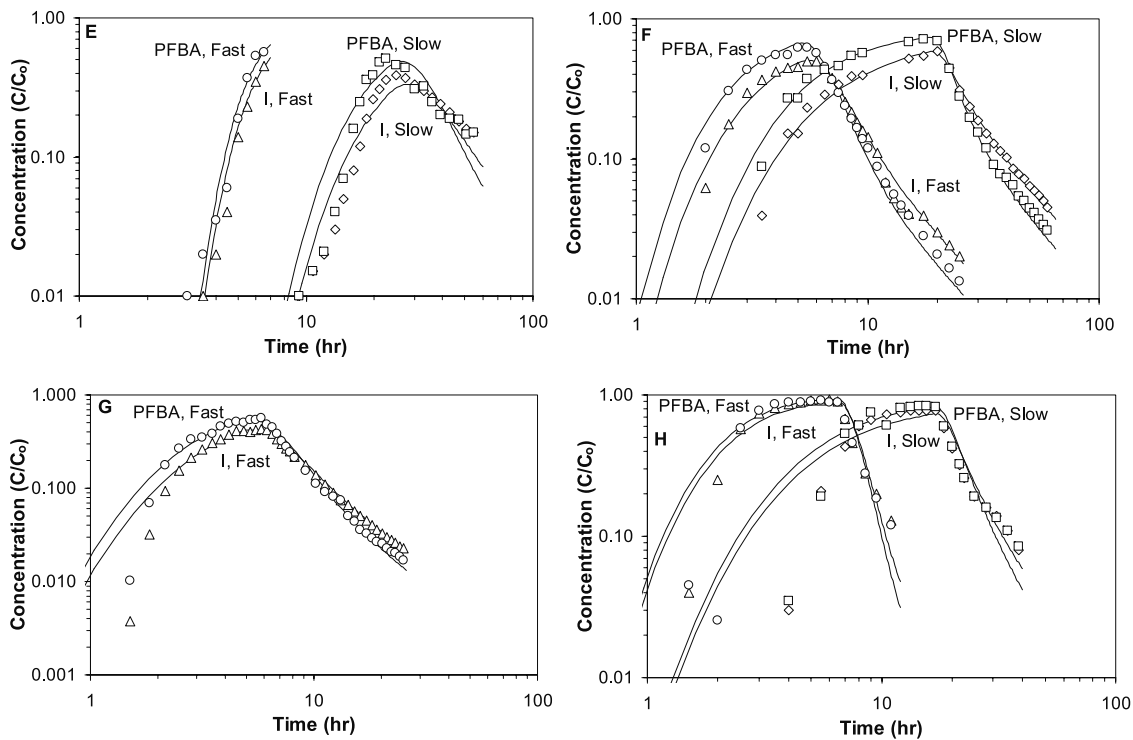 E
PFBA, Fast
I, Fast
PFBA, Slow
I, Slow
Concentration (C/Co)
1.00
0.10
0.01
1 10 100
Time (hr)
F
PFBA, Fast
PFBA, Slow
I, Slow
I, Fast
Concentration (C/Co)
1.00
0.10
0.01
1 10 100
Time (hr)
G
PFBA, Fast
I, Fast
Concentration (C/Co)
1.000
0.100
0.010
0.001
1 10 100
Time (hr)
H
PFBA, Fast
I, Fast
PFBA, Slow
I, Slow
Concentration (C/Co)
1.00
0.10
0.01
1 10 100
Time (hr)